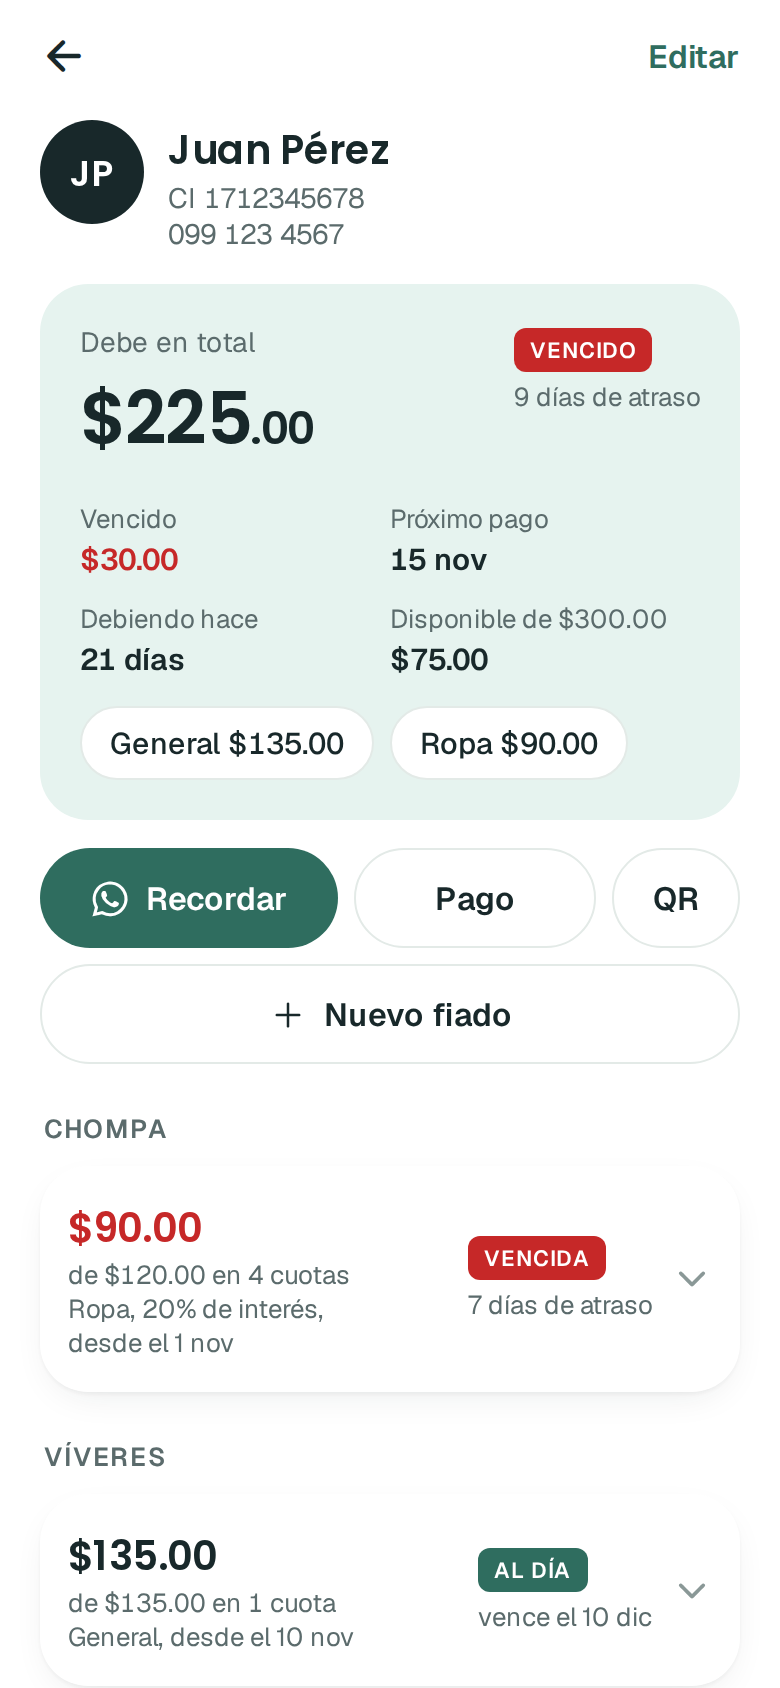 Editar
JP
Juan Pérez
CI 1712345678
099 123 4567
Debe en total
VENCIDO
$225.00
9 días de atraso
Vencido
Próximo pago
$30.00
15 nov
Debiendo hace
Disponible de $300.00
21 días
$75.00
General $135.00
Ropa $90.00
Recordar
Pago
QR
Nuevo fiado
CHOMPA
$90.00
de $120.00 en 4 cuotas
Ropa, 20% de interés,
desde el 1 nov
VENCIDA
7 días de atraso
VÍVERES
$135.00
de $135.00 en 1 cuota
General, desde el 10 nov
AL DÍA
vence el 10 dic